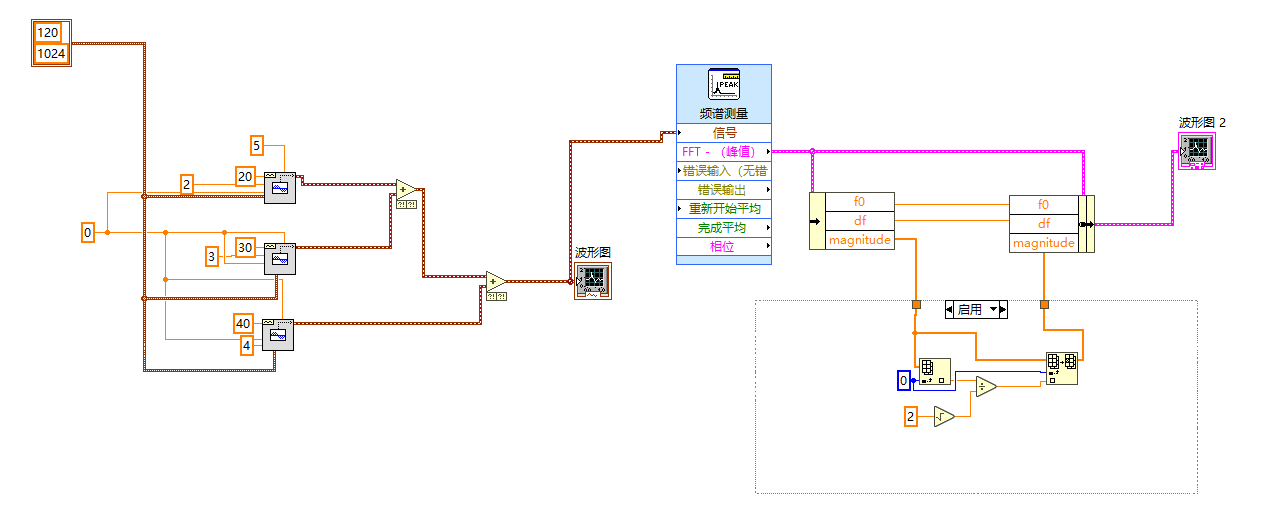 120
1024
5
20
2
0
30
3
40
4
+
?!
?!
+
?!
?!
波形图
PEAK
频谱测量
信号
FFT - （峰值）
错误输入（无错
错误输出
重新开始平均
完成平均
相位
波形图 2
f0
df
magnitude
f0
df
magnitude
启用
0
÷
2
√